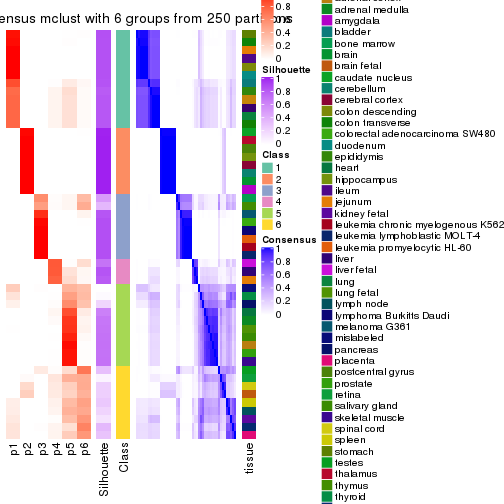 ensus mclust with 6 groups from 250 partitions
0.8
0.6
0.4
0.2
0
Silhouette
1
0.8
0.6
0.4
0.2
0
Class
1
2
3
4
5
6
Consensus
1
0.8
0.6
0.4
0.2
0
p1
p2
p3
p4
p5
p6
Silhouette
Class
tissue
adrenal medulla
amygdala
bladder
bone marrow
brain
brain fetal
caudate nucleus
cerebellum
cerebral cortex
colon descending
colon transverse
colorectal adenocarcinoma SW480
duodenum
epididymis
heart
hippocampus
ileum
jejunum
kidney fetal
leukemia chronic myelogenous K562
leukemia lymphoblastic MOLT-4
leukemia promyelocytic HL-60
liver
liver fetal
lung
lung fetal
lymph node
lymphoma Burkitts Daudi
melanoma G361
mislabeled
pancreas
placenta
postcentral gyrus
prostate
retina
salivary gland
skeletal muscle
spinal cord
spleen
stomach
testes
thalamus
thymus
thyroid